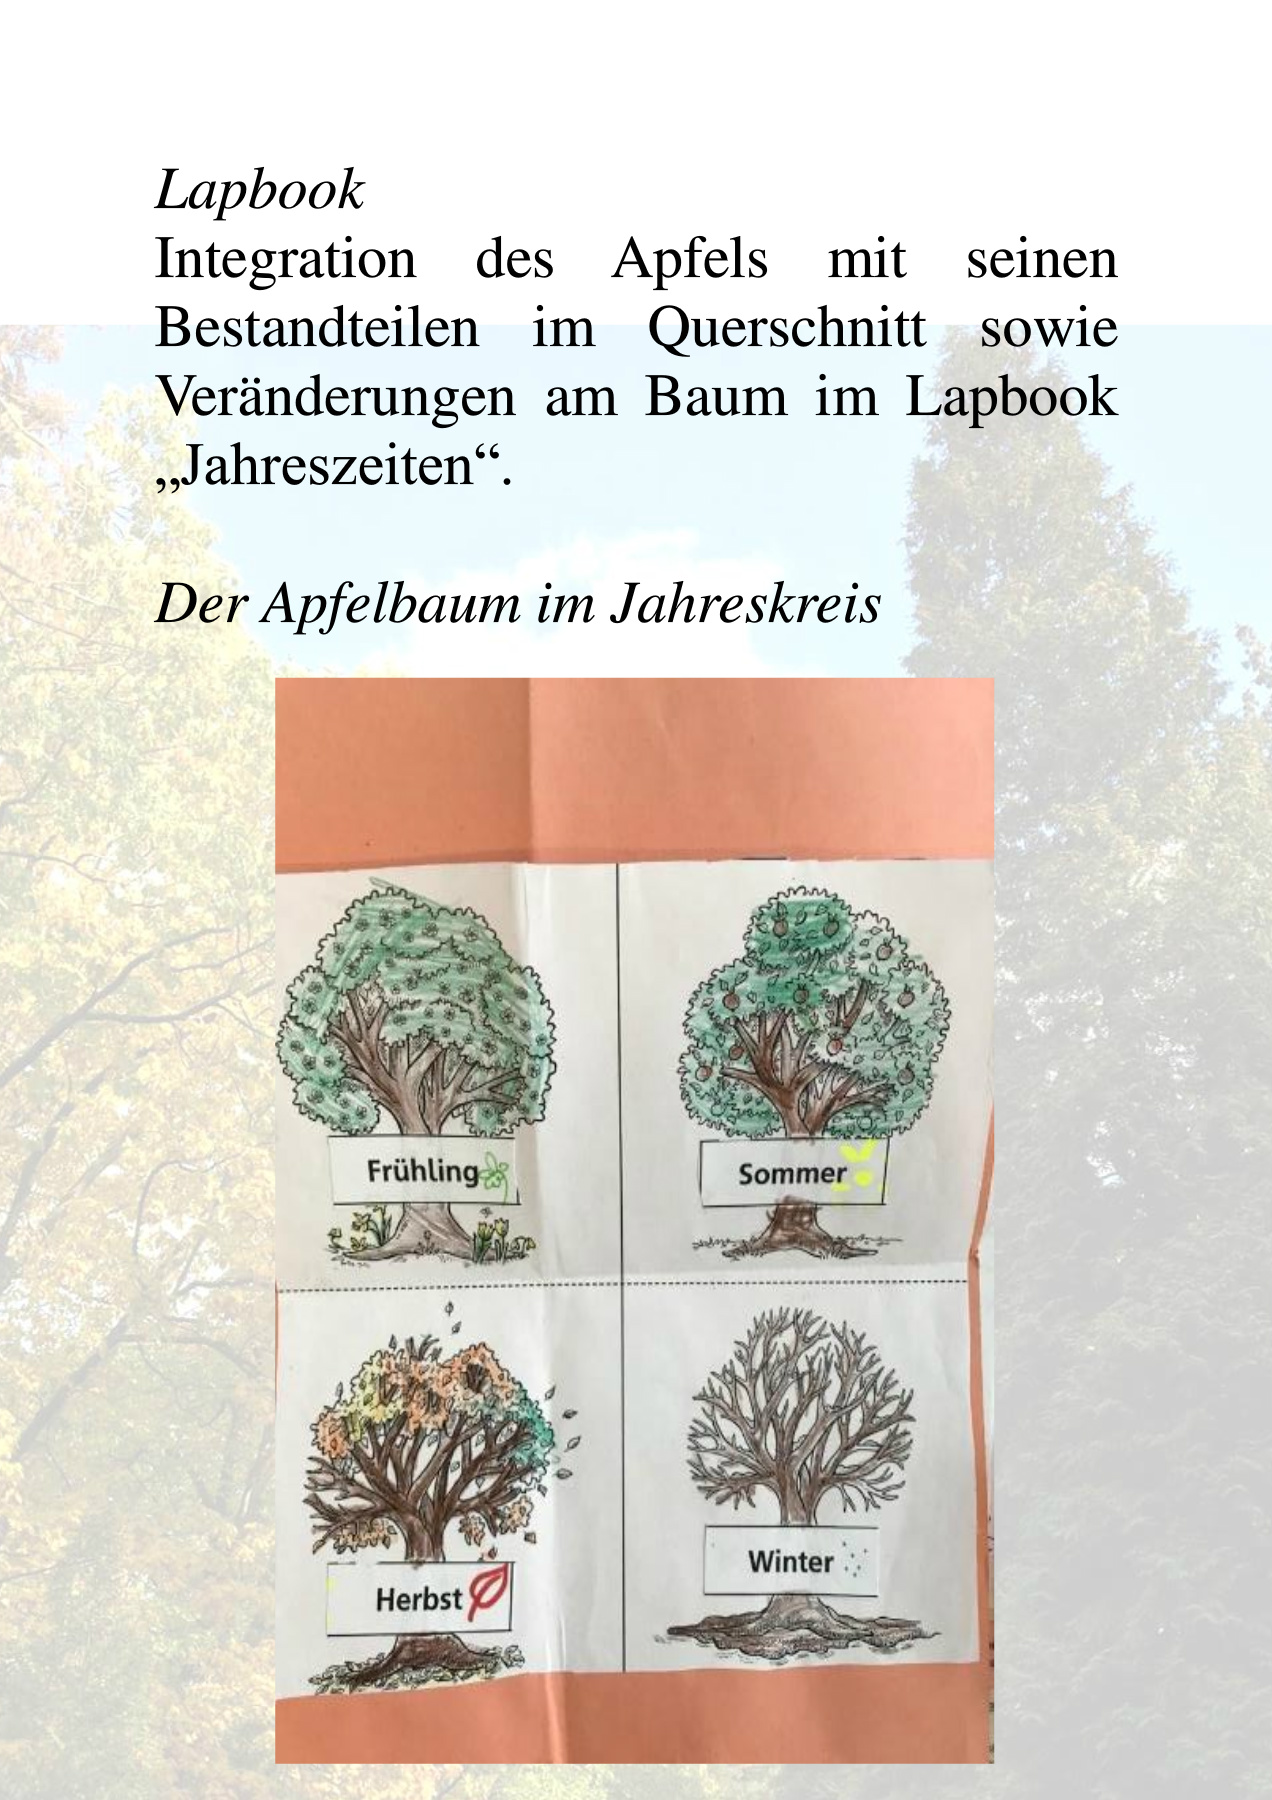 Lapbook
Integration des Apfels mit seinen
Bestandteilen im Querschnitt sowie
Veränderungen am Baum im Lapbook
„Jahreszeiten“.
Der Apfelbaum im Jahreskreis
Frühling
Sommer
Herbst
Winter